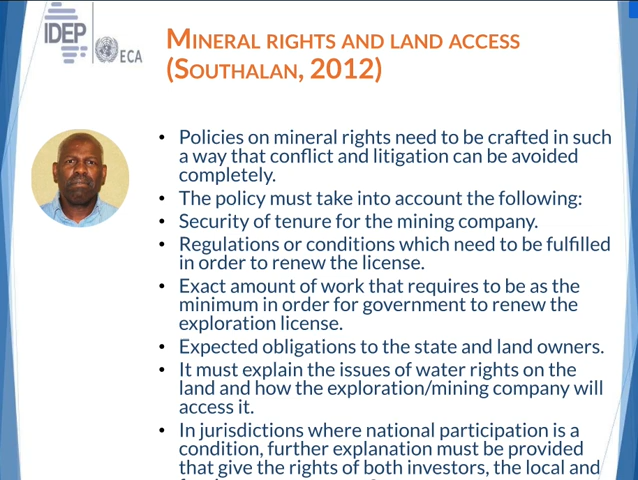 IDEP
ECA
MINERAL RIGHTS AND LAND ACCESS
(SOUTHALAN, 2012)
• Policies on mineral rights need to be crafted in such
a way that conflict and litigation can be avoided
completely.
• The policy must take into account the following:
• Security of tenure for the mining company.
• Regulations or conditions which need to be fulfilled
in order to renew the license.
• Exact amount of work that requires to be as the
minimum in order for government to renew the
exploration license.
• Expected obligations to the state and land owners.
• It must explain the issues of water rights on the
land and how the exploration/mining company will
access it.
• In jurisdictions where national participation is a
condition, further explanation must be provided
that give the rights of both investors, the local and